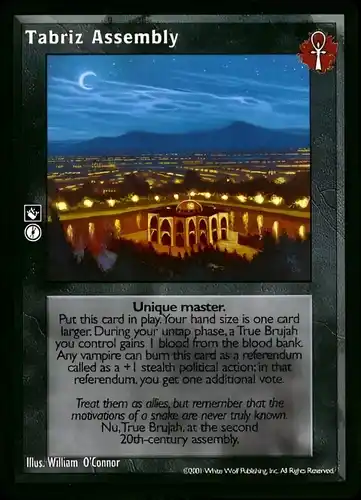 Tabriz Assembly
Unique master.
Put this card in play. Your hand size is one card
larger. During your untap phase, a True Brujah
you control gains 1 blood from the blood bank.
Any vampire can burn this card as a referendum
called as a +1 stealth political action; in that
referendum, you get one additional vote.
Treat them as allies, but remember that the
motivations of a snake are never truly known.
Nu, True Brujah, at the second
20th-century assembly.
Illus. William O'Connor
©2001 White Wolf Publishing, Inc. All Rights Reserved.